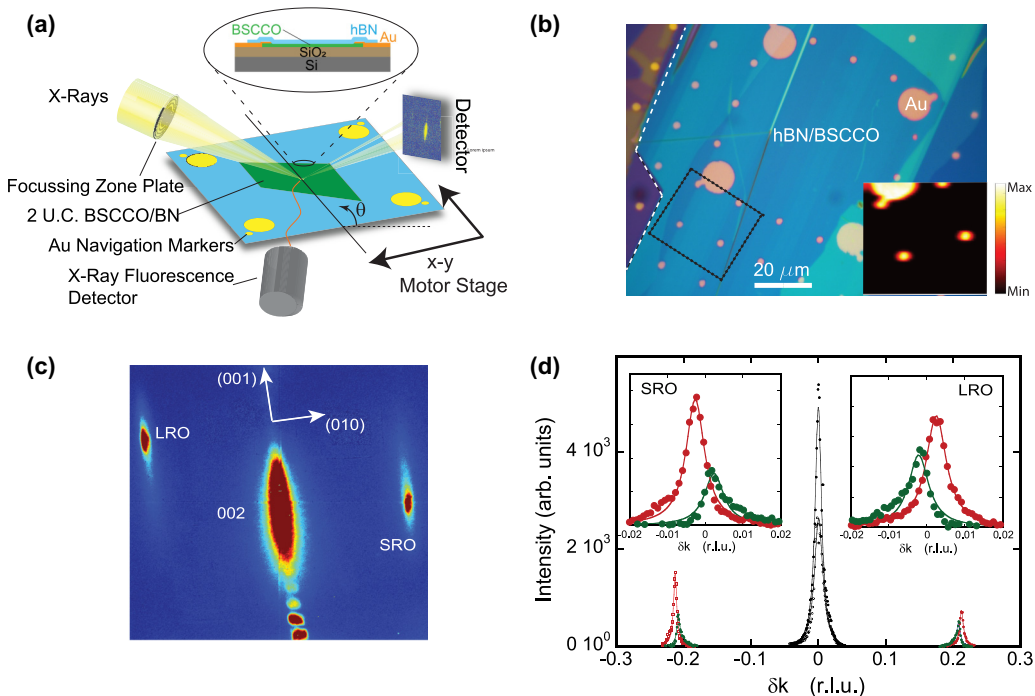 (a)
BSCCO
hBN
Au
SiO₂
Si
X-Rays
Detector
Lorem ipsum
Focussing Zone Plate
2 U.C. BSCCO/BN
θ
Au Navigation Markers
x-y
Motor Stage
X-Ray Fluorescence
Detector
(b)
Au
hBN/BSCCO
Max
Min
20 μm
(c)
(001)
(010)
LRO
002
SRO
(d)
SRO
LRO
-0.02 -0.01 0 0.01 0.02
δk (r.l.u.)
-0.02 -0.01 0 0.01 0.02
δk (r.l.u.)
4 10³
2 10³
0 10⁰
Intensity (arb. units)
-0.3 -0.2 -0.1 0 0.1 0.2 0.3
δk (r.l.u.)